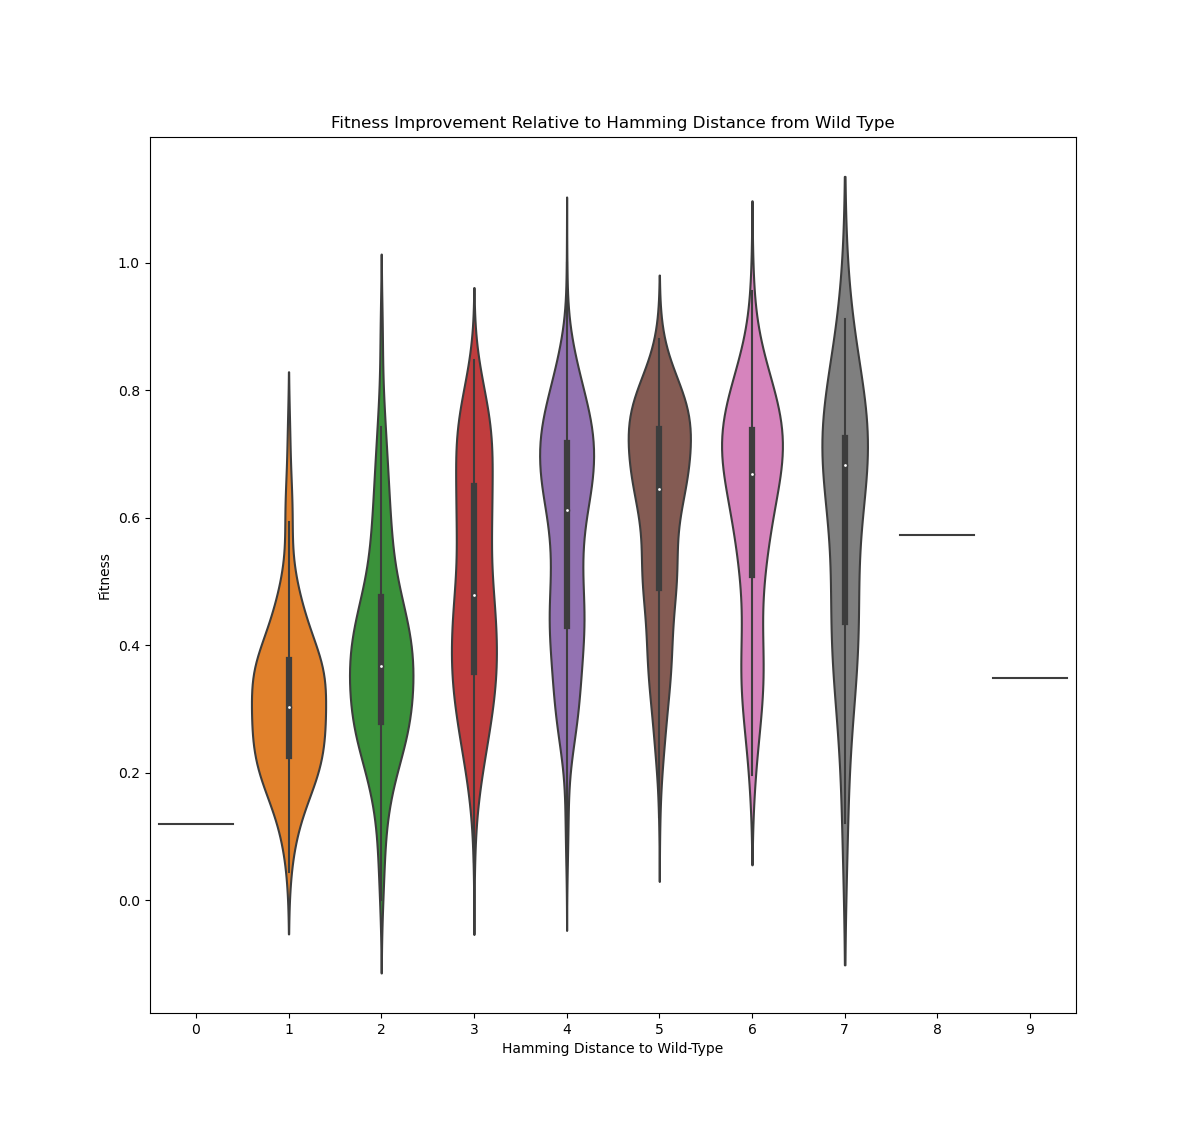 Fitness Improvement Relative to Hamming Distance from Wild Type
1.0
0.8
0.6
0.4
0.2
0.0
Fitness
0 1 2 3 4 5 6 7 8 9
Hamming Distance to Wild-Type